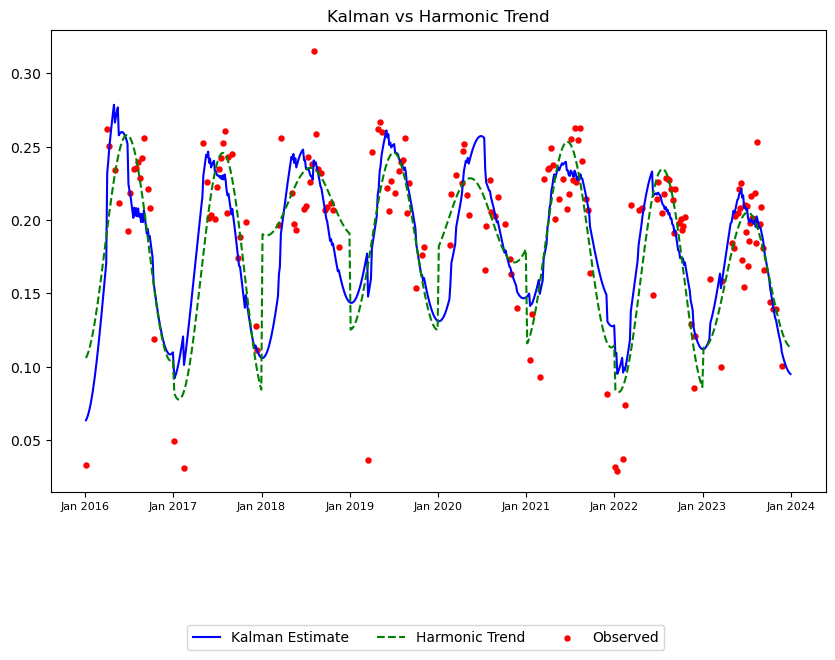 Kalman vs Harmonic Trend
0.30
0.25
0.20
0.15
0.10
0.05
Jan 2016 Jan 2017 Jan 2018 Jan 2019 Jan 2020 Jan 2021 Jan 2022 Jan 2023 Jan 2024
Kalman Estimate Harmonic Trend Observed